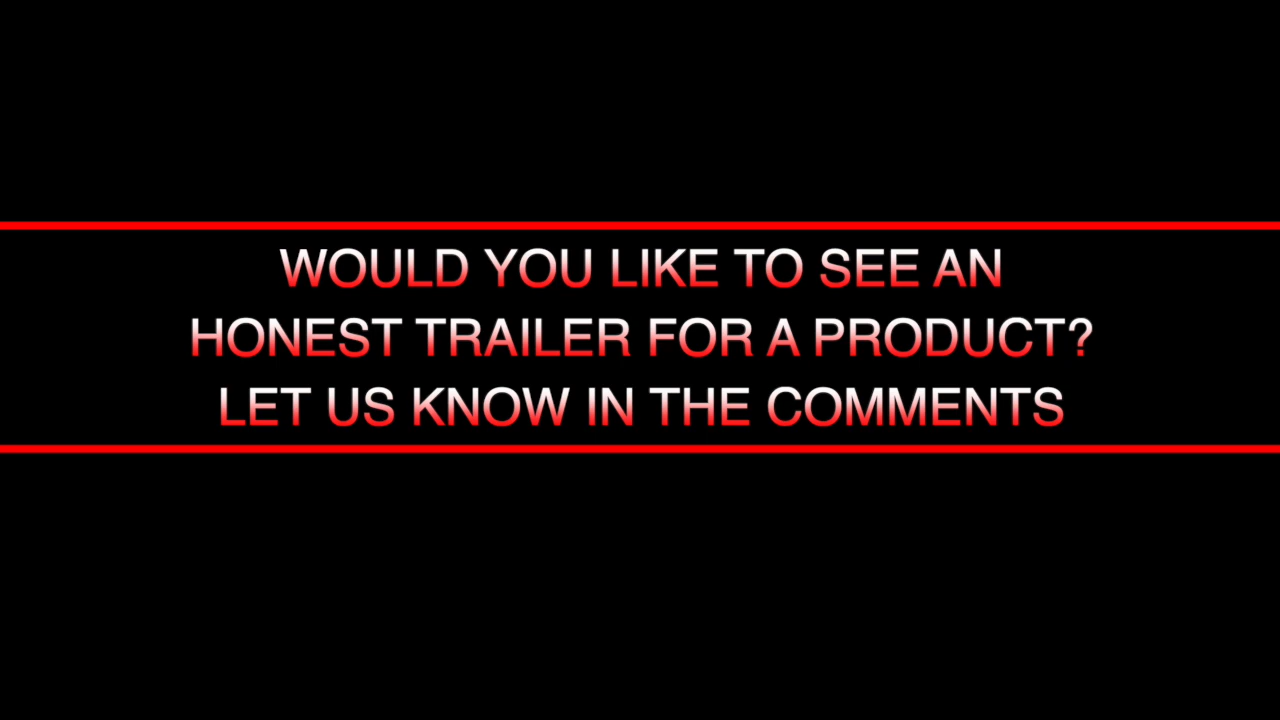 WOULD YOU LIKE TO SEE AN
HONEST TRAILER FOR A PRODUCT?
LET US KNOW IN THE COMMENTS